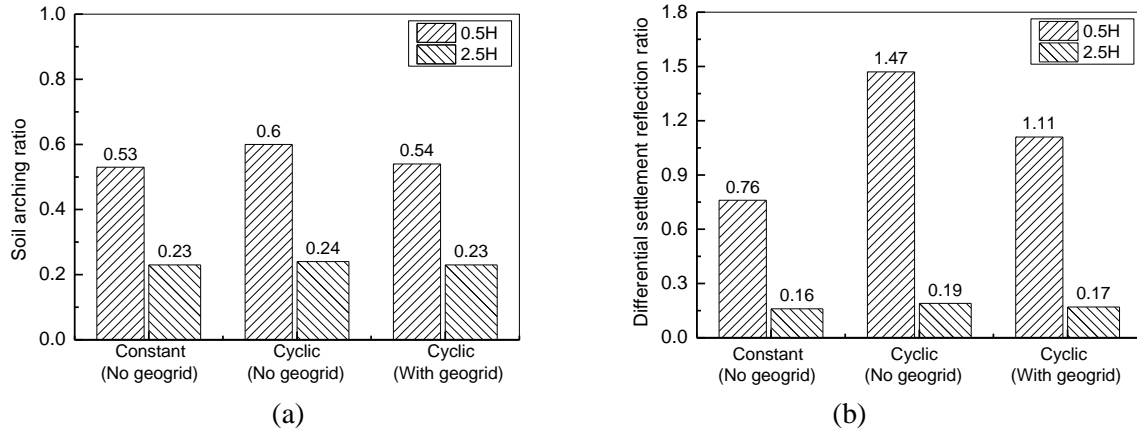 1.0
0.8
0.6
0.4
0.2
0.0
Soil arching ratio
0.5H
2.5H
0.53
0.23
0.6
0.24
0.54
0.23
Constant
(No geogrid)
Cyclic
(No geogrid)
Cyclic
(With geogrid)
(a)
1.8
1.5
1.2
0.9
0.6
0.3
0.0
Differential settlement reflection ratio
0.5H
2.5H
0.76
0.16
1.47
0.19
1.11
0.17
Constant
(No geogrid)
Cyclic
(No geogrid)
Cyclic
(With geogrid)
(b)